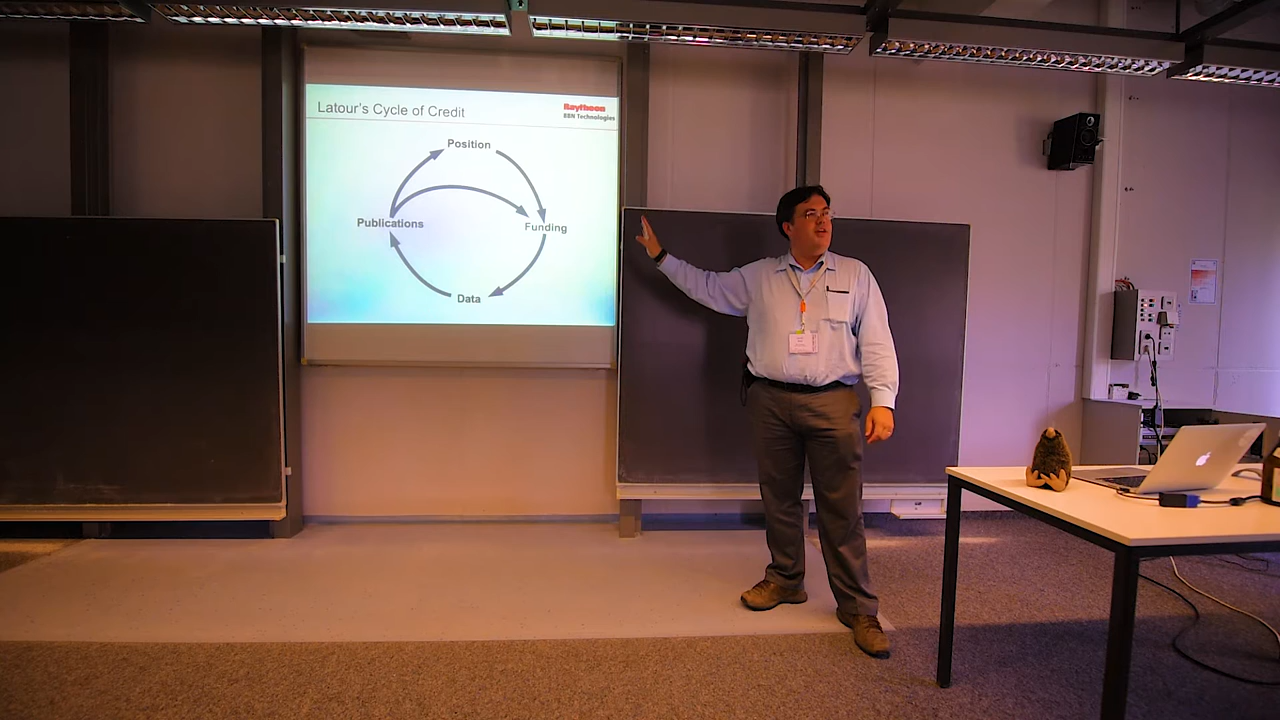 Latour's Cycle of Credit
Raytheon
BBN Technologies
Position
Publications
Funding
Data